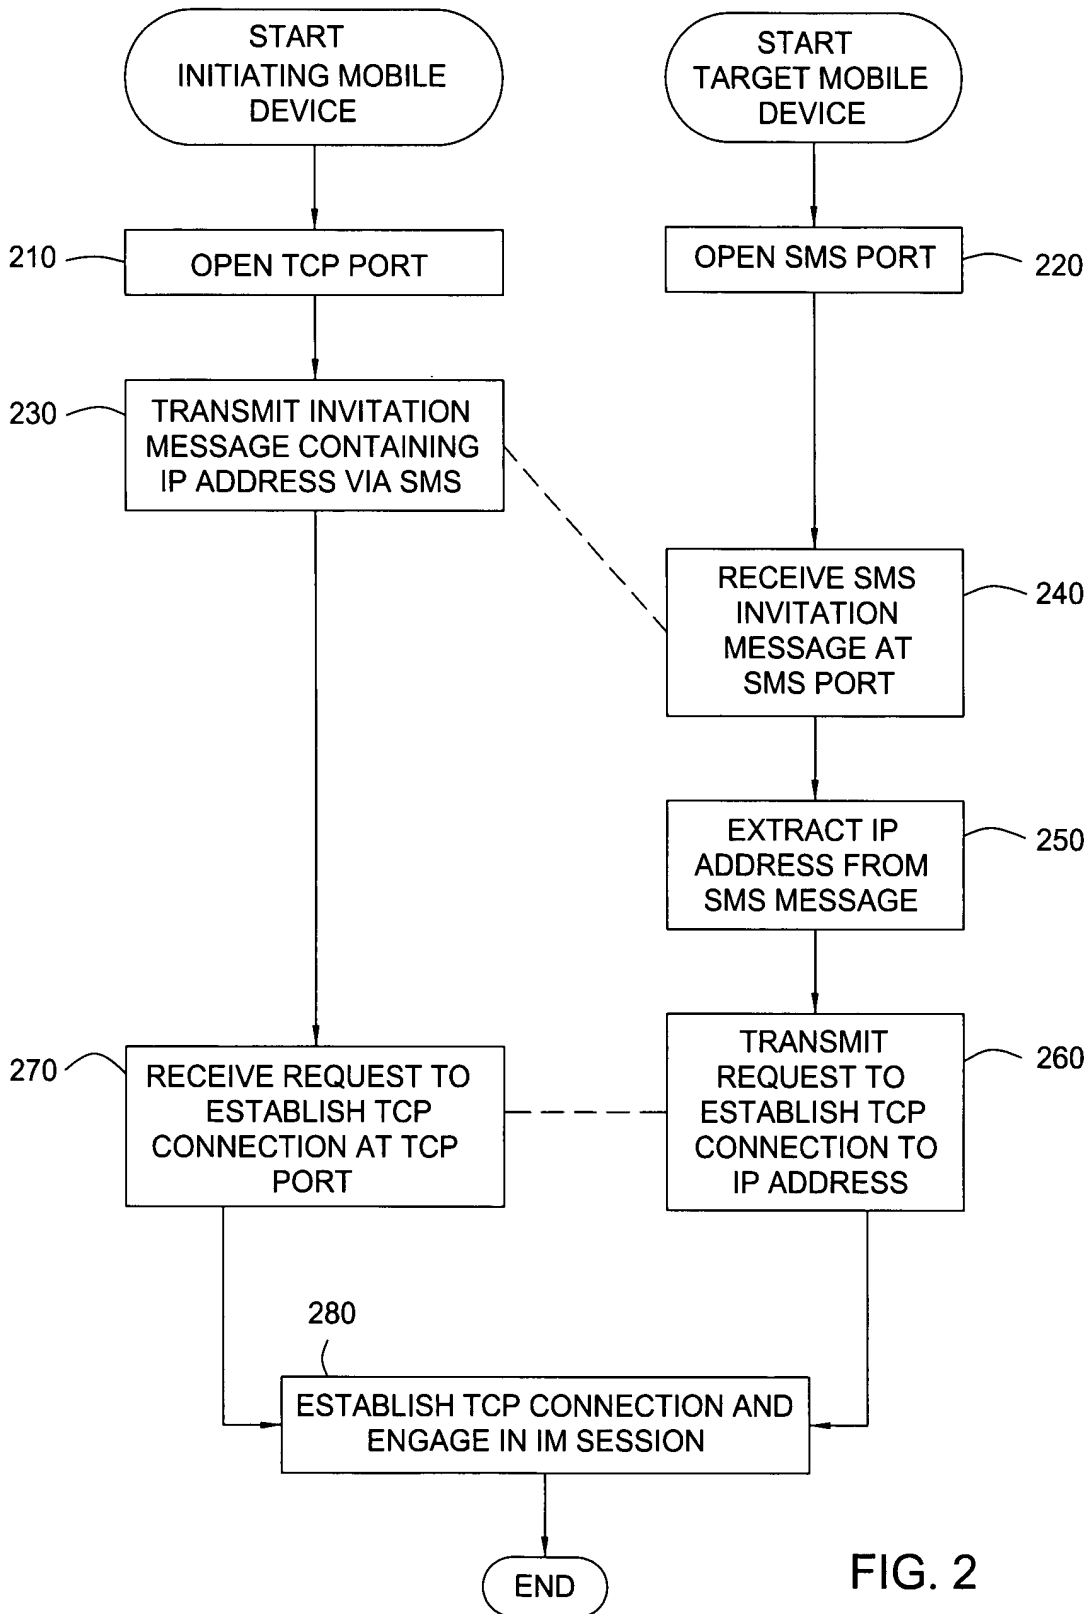 START
INITIATING MOBILE
DEVICE
START
TARGET MOBILE
DEVICE
210
OPEN TCP PORT
OPEN SMS PORT
220
230
TRANSMIT INVITATION
MESSAGE CONTAINING
IP ADDRESS VIA SMS
RECEIVE SMS
INVITATION
MESSAGE AT
SMS PORT
240
EXTRACT IP
ADDRESS FROM
SMS MESSAGE
250
270
RECEIVE REQUEST TO
ESTABLISH TCP
CONNECTION AT TCP
PORT
TRANSMIT
REQUEST TO
ESTABLISH TCP
CONNECTION TO
IP ADDRESS
260
280
ESTABLISH TCP CONNECTION AND
ENGAGE IN IM SESSION
END
FIG. 2